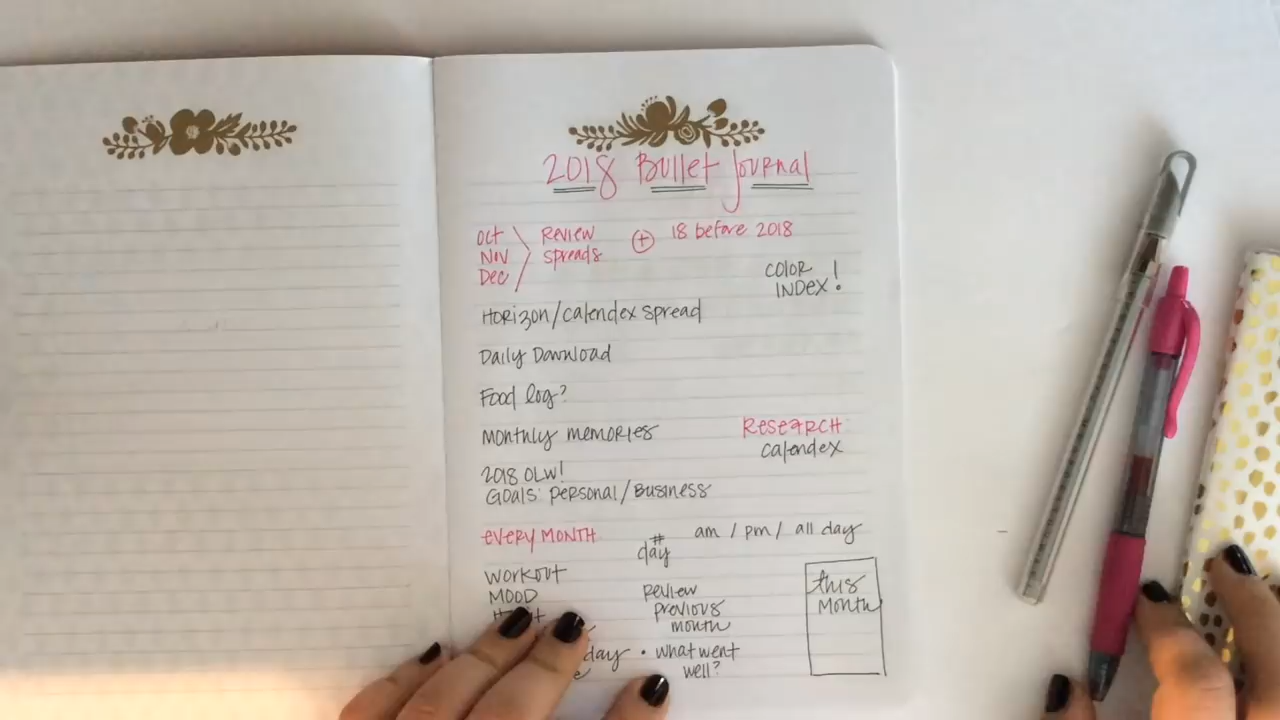 2018 Bullet Journal
Oct
Nov
Dec
Review
spreads
+ 18 before 2018
COLOR
INDEX!
Horizon/calendex spread
Daily Download
Food log?
Monthly memories
RESEARCH:
calendex
2018 OLW!
Goals: personal/Business
every month
#
day
am / pm / all day
workout
MOOD
Review
previous
month
this
Month
day
• what went
well?